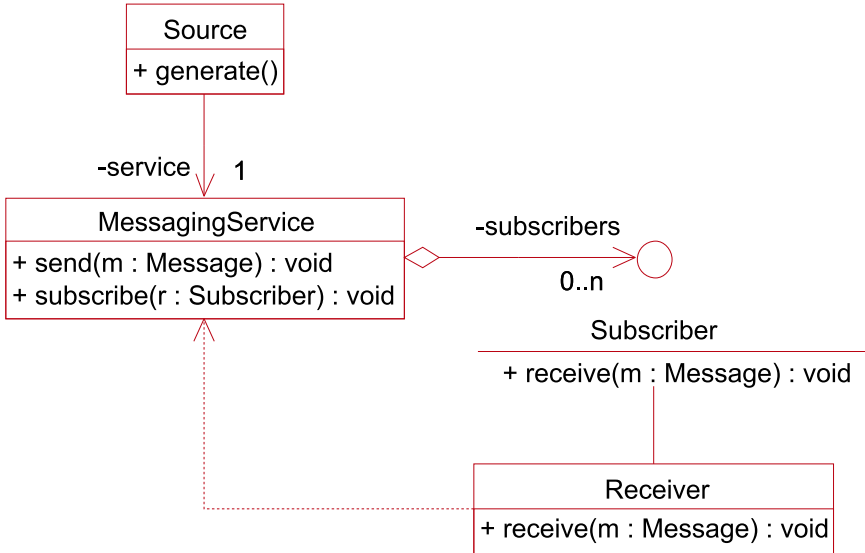 Source
+ generate()
-service
1
MessagingService
+ send(m : Message) : void
+ subscribe(r : Subscriber) : void
-subscribers
0..n
Subscriber
+ receive(m : Message) : void
Receiver
+ receive(m : Message) : void